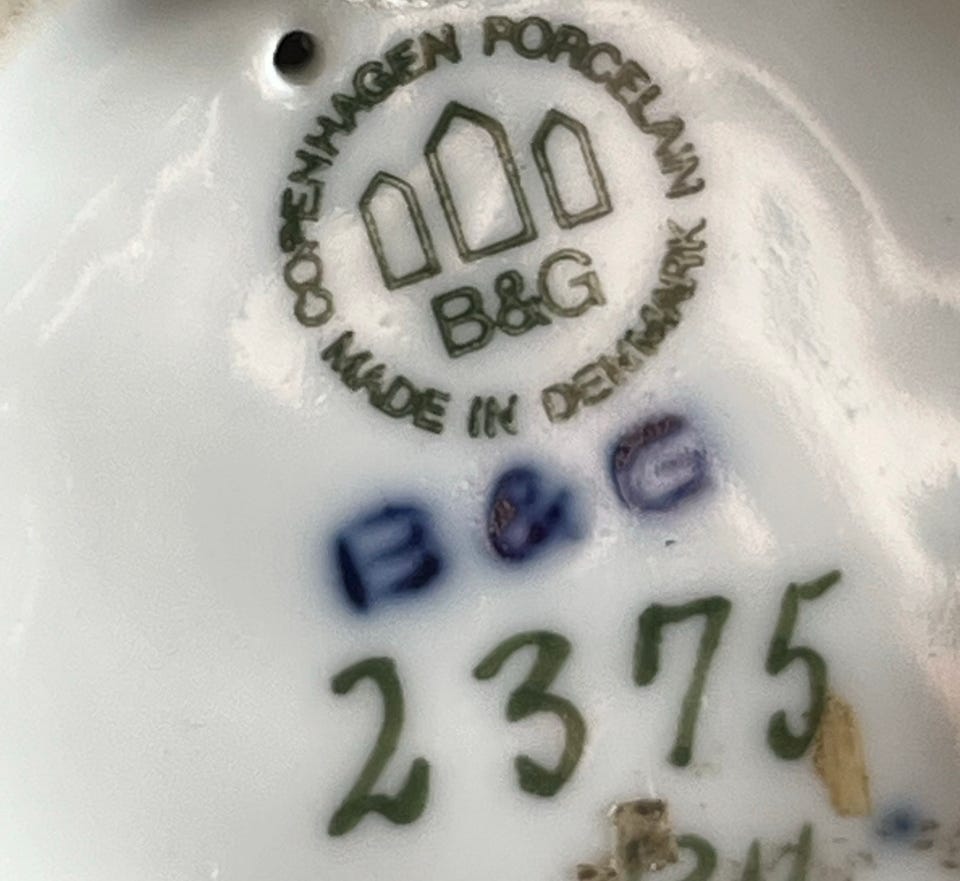 COPENHAGEN PORCELAIN
B&G
MADE IN DENMARK
B & G
2375